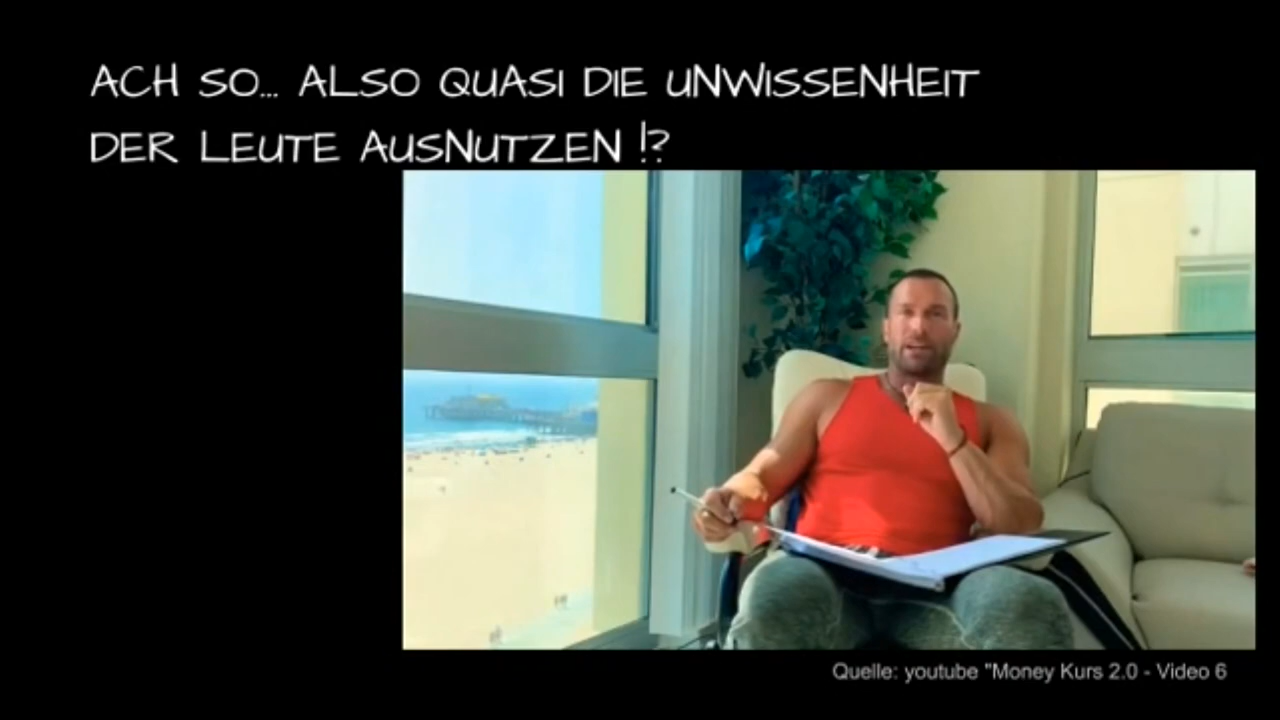 ACH SO... ALSO QUASI DIE UNWISSENHEIT
DER LEUTE AUSNUTZEN !?
Quelle: youtube "Money Kurs 2.0 - Video 6